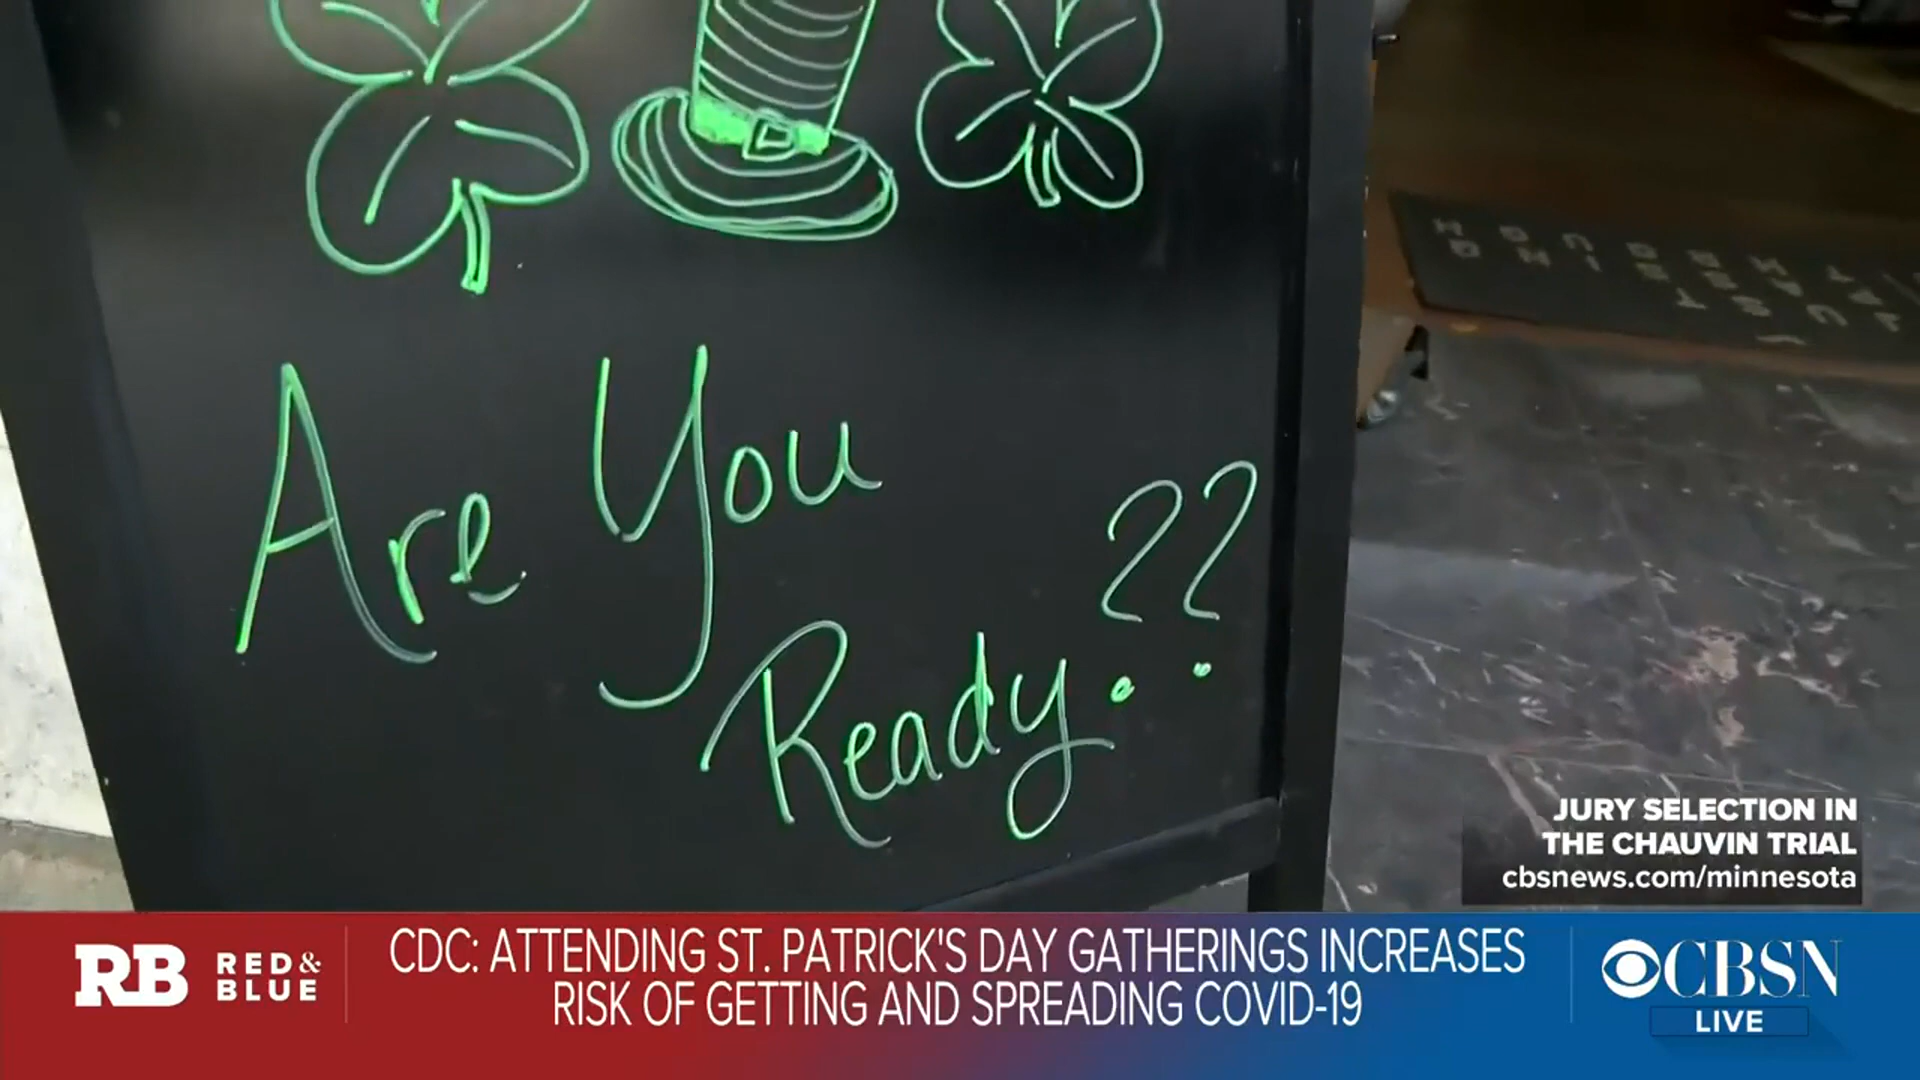 Are You
Ready??
JURY SELECTION IN
THE CHAUVIN TRIAL
cbsnews.com/minnesota
RB RED &
BLUE
CDC: ATTENDING ST. PATRICK'S DAY GATHERINGS INCREASES
RISK OF GETTING AND SPREADING COVID-19
CBSN
LIVE